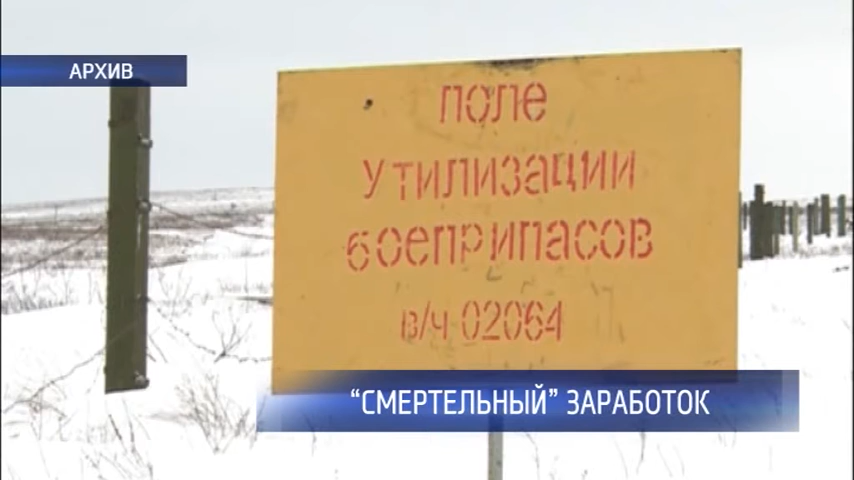 АРХИВ
ПОЛЕ
УТИЛИЗАЦИИ
боеприпасов
в/ч 02064
“СМЕРТЕЛЬНЫЙ” ЗАРАБОТОК